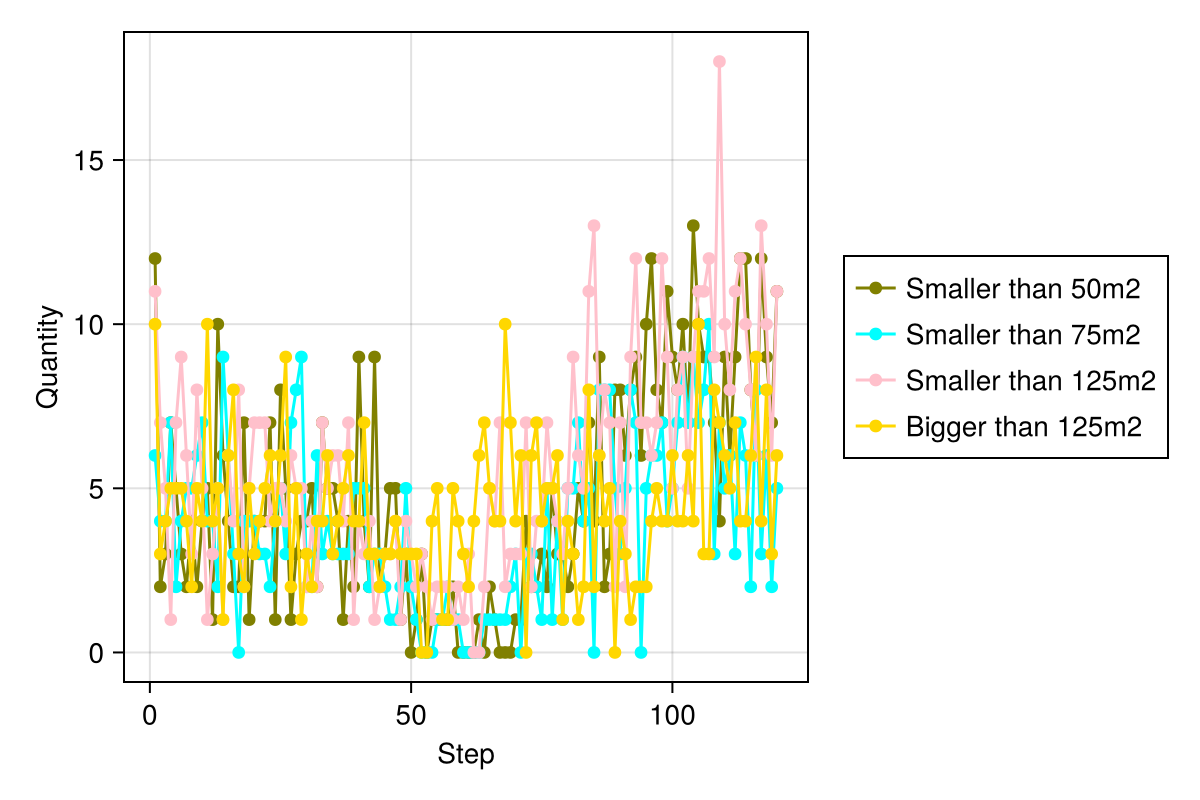 15
10
5
0
Quantity
0
50
100
Step
Smaller than 50m2
Smaller than 75m2
Smaller than 125m2
Bigger than 125m2